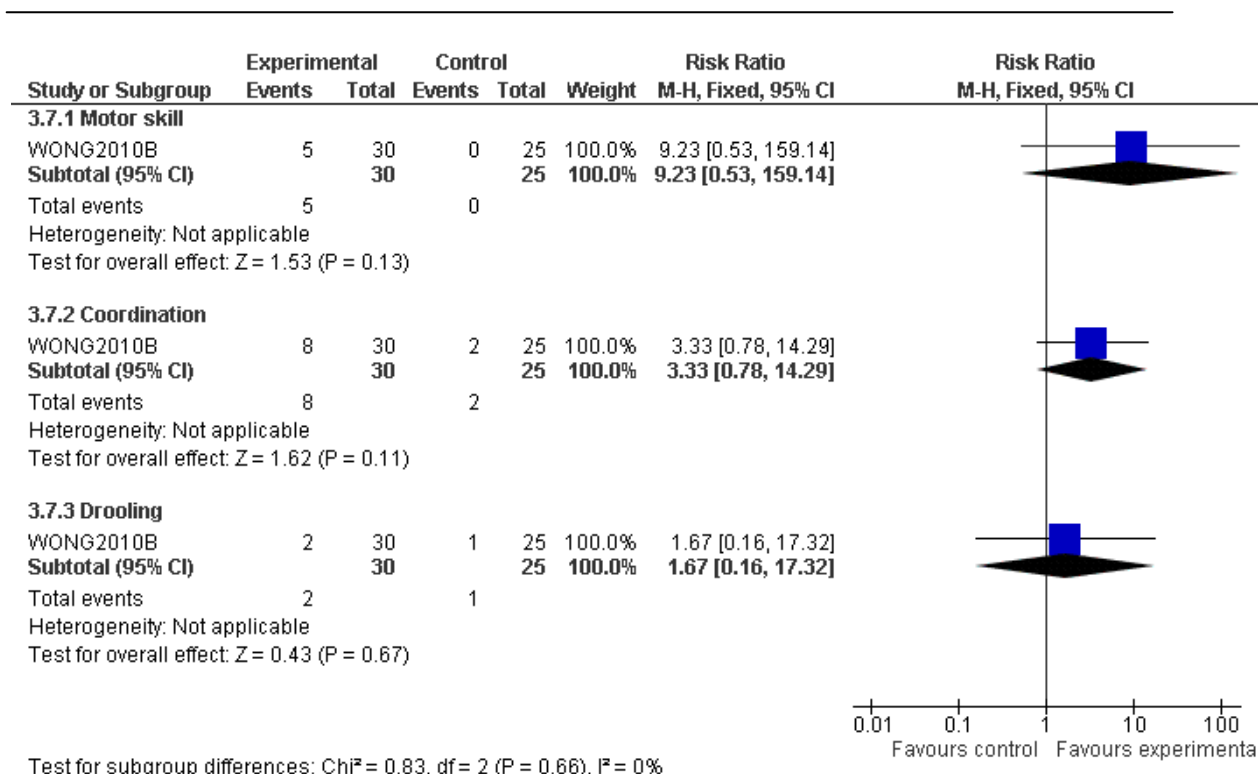 Experimental Control Risk Ratio Risk Ratio
Study or Subgroup Events Total Events Total Weight M-H, Fixed, 95% CI M-H, Fixed, 95% CI
3.7.1 Motor skill
WONG2010B 5 30 0 25 100.0% 9.23 [0.53, 159.14]
Subtotal (95% CI) 30 25 100.0% 9.23 [0.53, 159.14]
Total events 5 0
Heterogeneity: Not applicable
Test for overall effect: Z = 1.53 (P = 0.13)
3.7.2 Coordination
WONG2010B 8 30 2 25 100.0% 3.33 [0.78, 14.29]
Subtotal (95% CI) 30 25 100.0% 3.33 [0.78, 14.29]
Total events 8 2
Heterogeneity: Not applicable
Test for overall effect: Z = 1.62 (P = 0.11)
3.7.3 Drooling
WONG2010B 2 30 1 25 100.0% 1.67 [0.16, 17.32]
Subtotal (95% CI) 30 25 100.0% 1.67 [0.16, 17.32]
Total events 2 1
Heterogeneity: Not applicable
Test for overall effect: Z = 0.43 (P = 0.67)
0.01 0.1 1 10 100
Favours control Favours experimenta
Test for subgroup differences: Chi² = 0.83, df = 2 (P = 0.66), I² = 0%